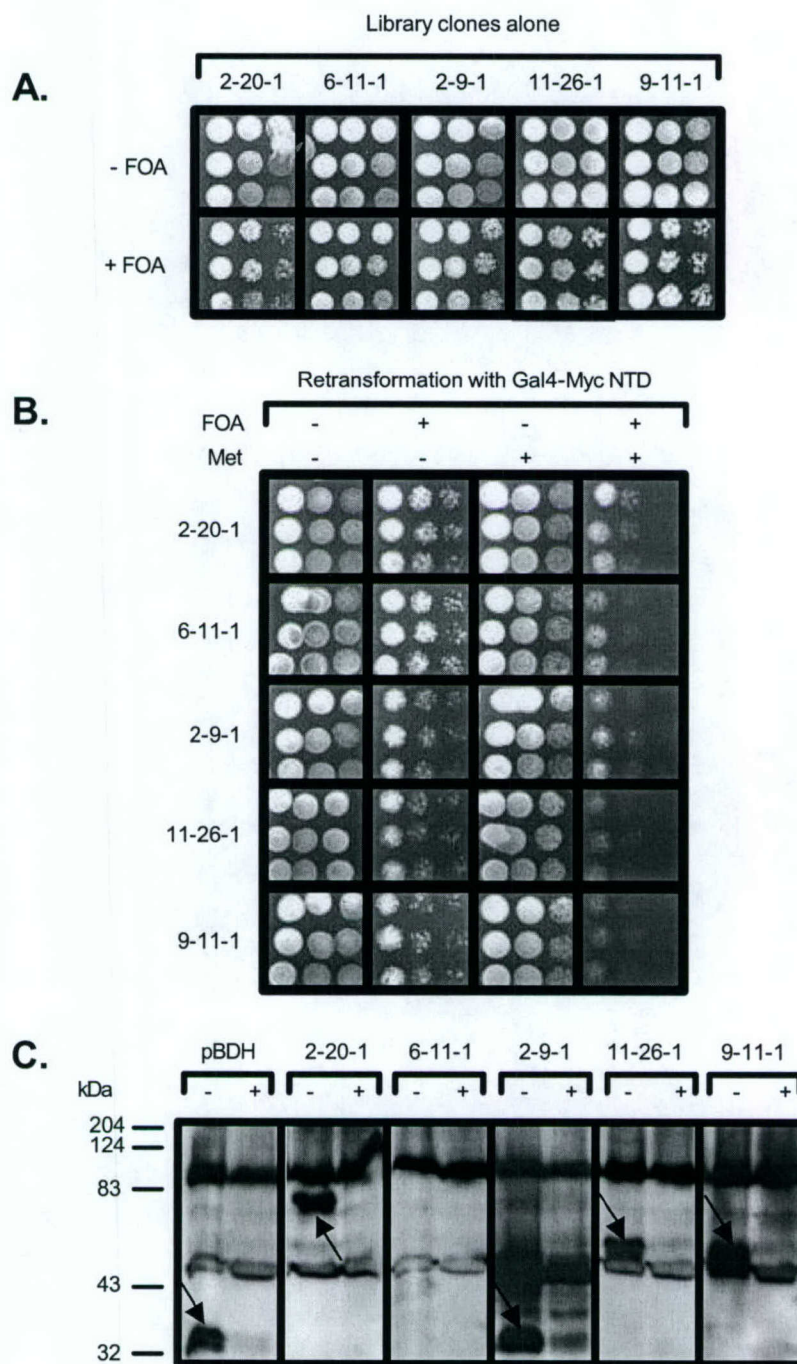 Library clones alone
A.
2-20-1 6-11-1 2-9-1 11-26-1 9-11-1
- FOA
+ FOA
Retransformation with Gal4-Myc NTD
B.
FOA - + - +
Met - - + +
2-20-1
6-11-1
2-9-1
11-26-1
9-11-1
C.
pBDH 2-20-1 6-11-1 2-9-1 11-26-1 9-11-1
kDa - + - + - + - + - + - +
204
124
83
43
32